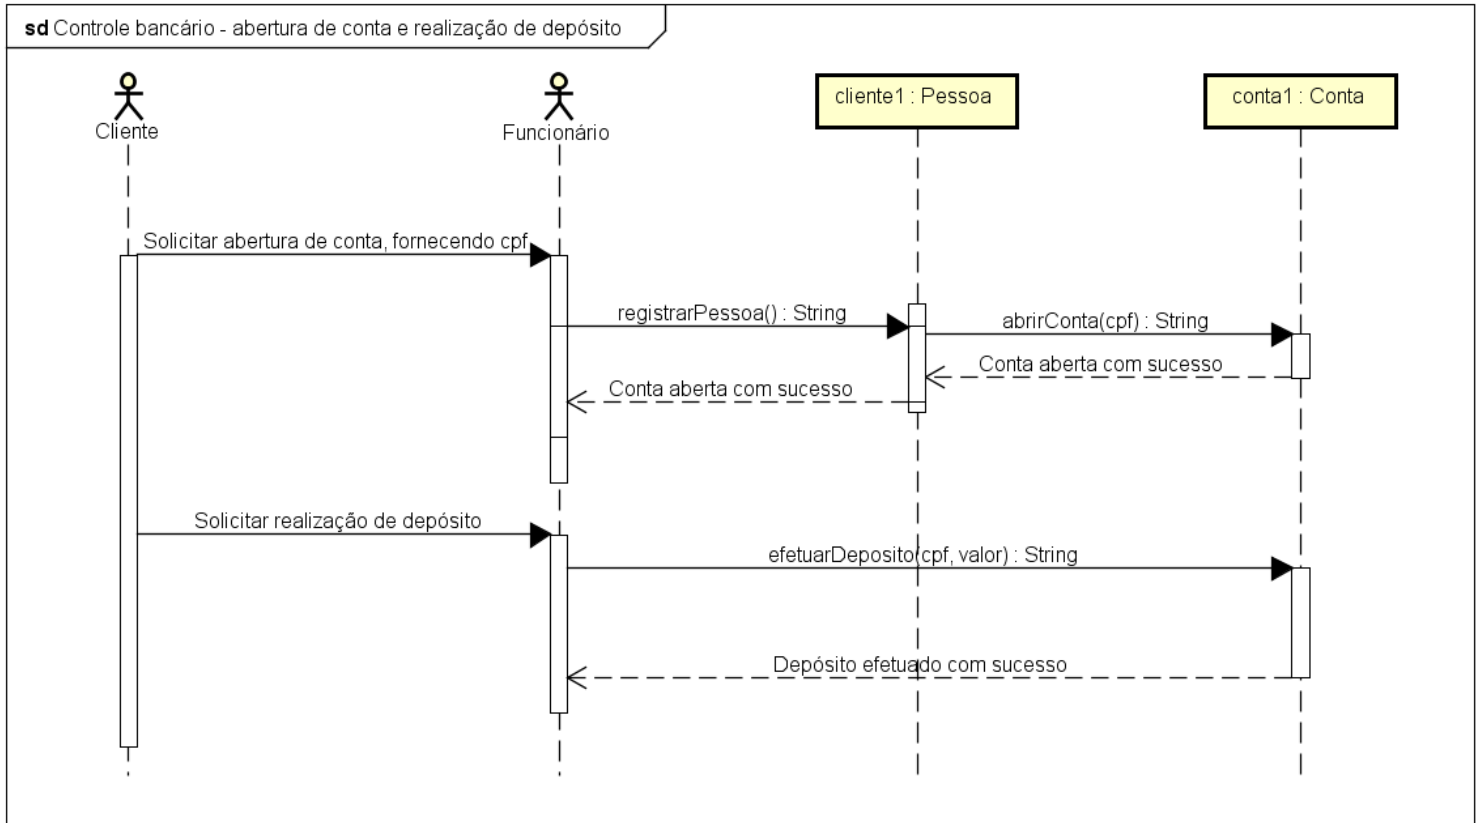 sd Controle bancário - abertura de conta e realização de depósito
Cliente
Funcionário
cliente1 : Pessoa
conta1 : Conta
Solicitar abertura de conta, fornecendo cpf
registrarPessoa() : String
abrirConta(cpf) : String
Conta aberta com sucesso
Conta aberta com sucesso
Solicitar realização de depósito
efetuarDeposito(cpf, valor) : String
Depósito efetuado com sucesso